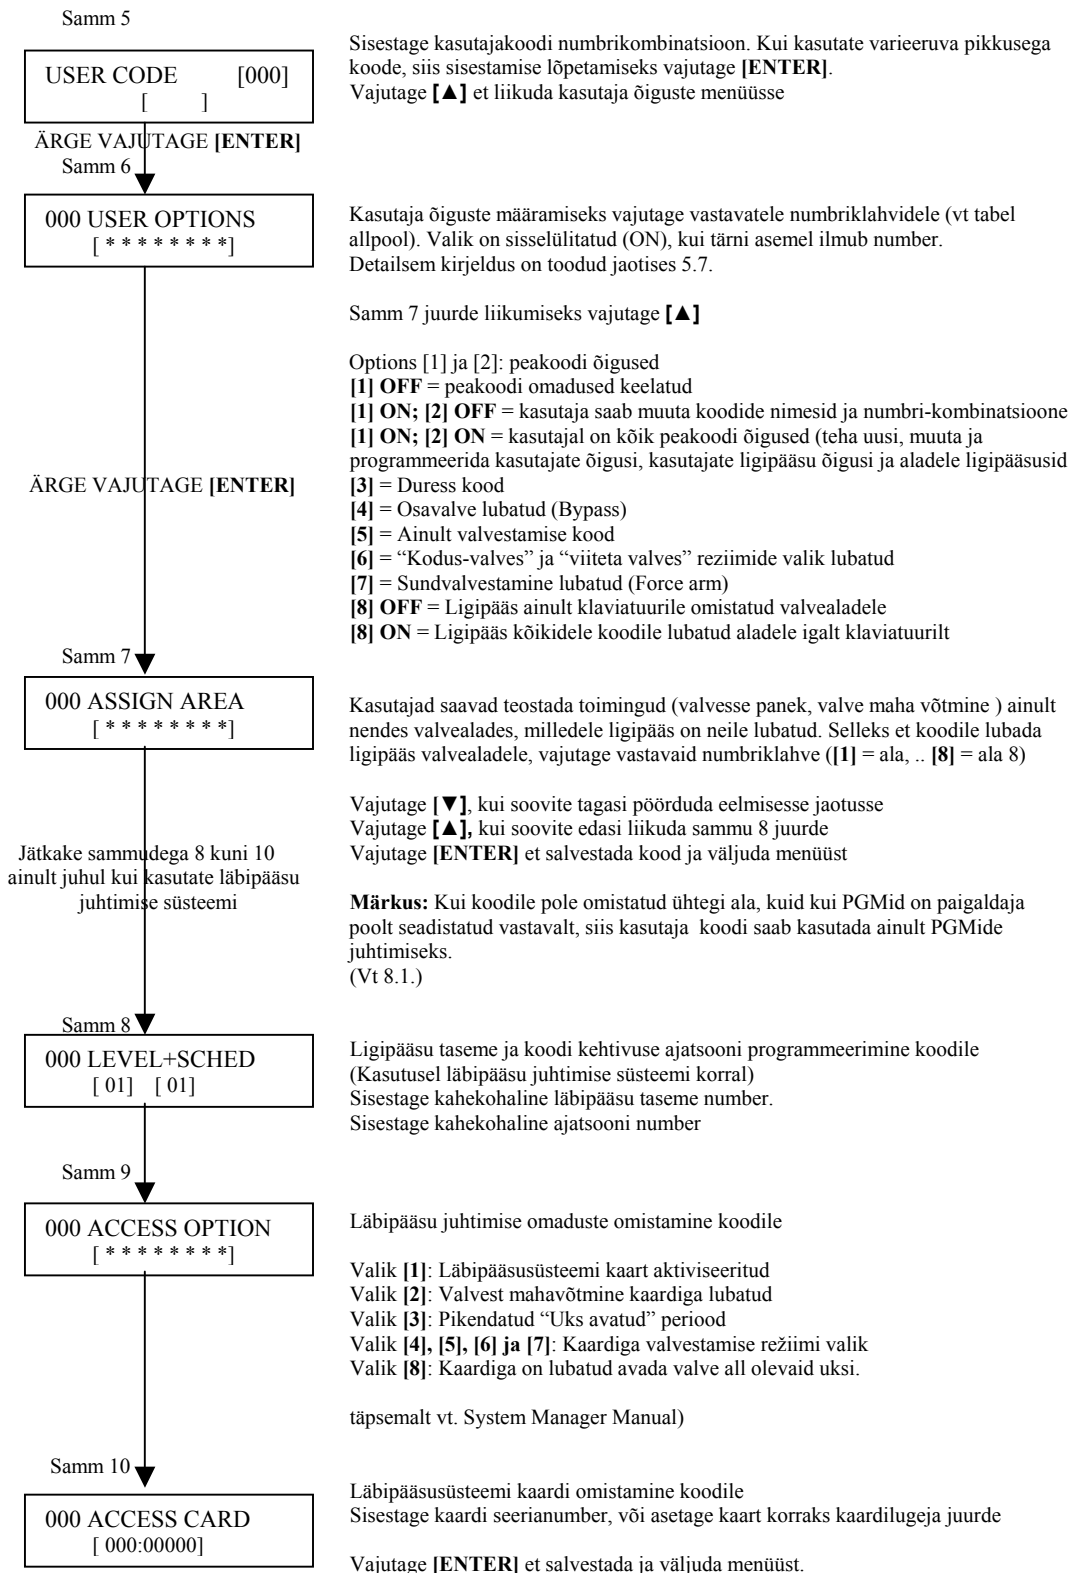 Samm 5
USER CODE [000]
[ ]
Sisestage kasutajakoodi numbrikombinatsioon. Kui kasutate varieeruva pikkusega
koode, siis sisestamise lõpetamiseks vajutage [ENTER].
Vajutage [▲] et liikuda kasutaja õiguste menüüsse
ÄRGE VAJUTAGE [ENTER]
Samm 6
000 USER OPTIONS
[ * * * * * * * *]
Kasutaja õiguste määramiseks vajutage vastavatele numbriklahvidele (vt tabel
allpool). Valik on sisselülitatud (ON), kui tärni asemel ilmub number.
Detailsem kirjeldus on toodud jaotises 5.7.
Samm 7 juurde liikumiseks vajutage [▲]
Options [1] ja [2]: peakoodi õigused
[1] OFF = peakoodi omadused keelatud
[1] ON; [2] OFF = kasutaja saab muuta koodide nimesid ja numbri-kombinatsioone
[1] ON; [2] ON = kasutajal on kõik peakoodi õigused (teha uusi, muuta ja
programmeerida kasutajate õigusi, kasutajate ligipääsu õigusi ja aladele ligipääsusid
ÄRGE VAJUTAGE [ENTER]
[3] = Duress kood
[4] = Osavalve lubatud (Bypass)
[5] = Ainult valvestamise kood
[6] = “Kodus-valves” ja “viiteta valves” reziimide valik lubatud
[7] = Sundvalvestamine lubatud (Force arm)
[8] OFF = Ligipääs ainult klaviatuurile omistatud valvealadele
[8] ON = Ligipääs kõikidele koodile lubatud aladele igalt klaviatuurilt
Samm 7
000 ASSIGN AREA
[ * * * * * * * *]
Kasutajad saavad teostada toimingud (valvesse panek, valve maha võtmine ) ainult
nendes valvealades, milledele ligipääs on neile lubatud. Selleks et koodile lubada
ligipääs valvealadele, vajutage vastavaid numbriklahve ([1] = ala, .. [8] = ala 8)
Vajutage [▼], kui soovite tagasi pöörduda eelmisesse jaotusse
Vajutage [▲], kui soovite edasi liikuda sammu 8 juurde
Vajutage [ENTER] et salvestada kood ja väljuda menüüst
Jätkake sammudega 8 kuni 10
ainult juhul kui kasutate läbipääsu
juhtimise süsteemi
Märkus: Kui koodile pole omistatud ühtegi ala, kuid kui PGMid on paigaldaja
poolt seadistatud vastavalt, siis kasutaja koodi saab kasutada ainult PGMide
juhtimiseks.
(Vt 8.1.)
Samm 8
000 LEVEL+SCHED
[ 01] [ 01]
Ligipääsu taseme ja koodi kehtivuse ajatsooni programmeerimine koodile
(Kasutusel läbipääsu juhtimise süsteemi korral)
Sisestage kahekohaline läbipääsu taseme number.
Sisestage kahekohaline ajatsooni number
Samm 9
000 ACCESS OPTION
[ * * * * * * * *]
Läbipääsu juhtimise omaduste omistamine koodile
Valik [1]: Läbipääsusüsteemi kaart aktiviseeritud
Valik [2]: Valvest mahavõtmine kaardiga lubatud
Valik [3]: Pikendatud “Uks avatud” periood
Valik [4], [5], [6] ja [7]: Kaardiga valvestamise režiimi valik
Valik [8]: Kaardiga on lubatud avada valve all olevaid uksi.
täpsemalt vt. System Manager Manual)
Samm 10
000 ACCESS CARD
[ 000:00000]
Läbipääsusüsteemi kaardi omistamine koodile
Sisestage kaardi seerianumber, või asetage kaart korraks kaardilugeja juurde
Vajutage [ENTER] et salvestada ja väljuda menüüst.